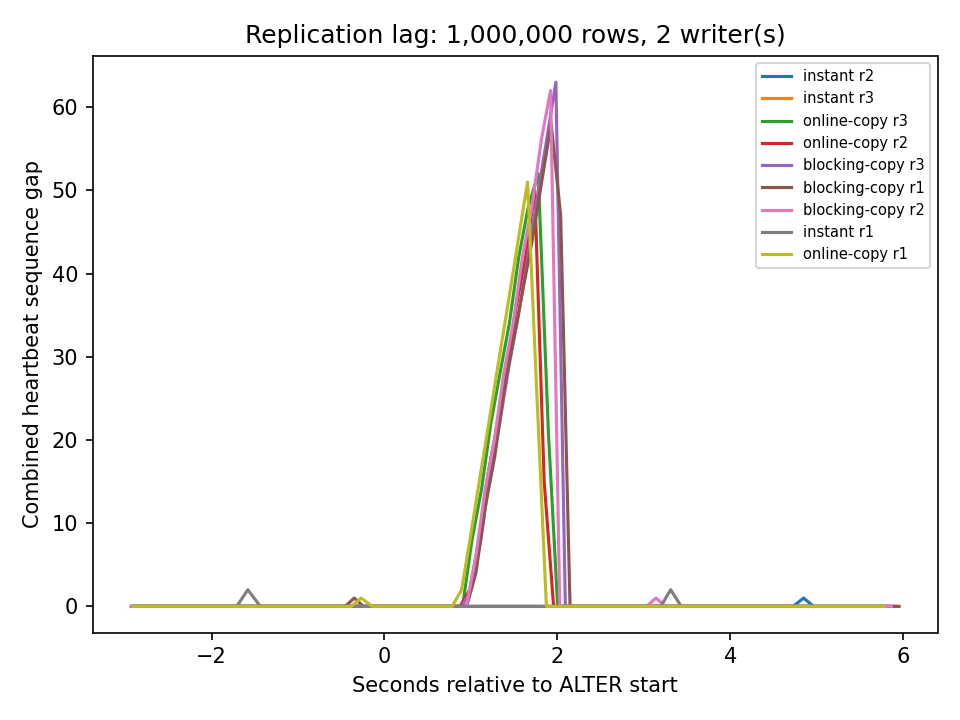 Replication lag: 1,000,000 rows, 2 writer(s)
Combined heartbeat sequence gap
60
50
40
30
20
10
0
instant r2
instant r3
online-copy r3
online-copy r2
blocking-copy r3
blocking-copy r1
blocking-copy r2
instant r1
online-copy r1
−2 0 2 4 6
Seconds relative to ALTER start